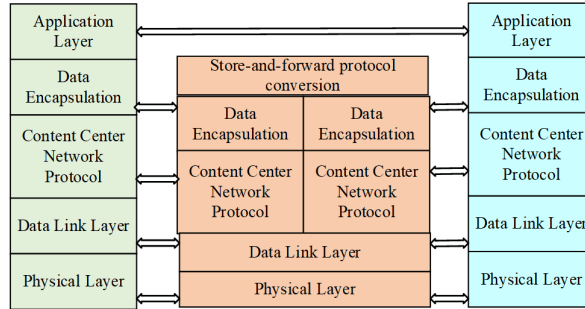 Application
Layer
Data
Encapsulation
Content Center
Network
Protocol
Data Link Layer
Physical Layer
Store-and-forward protocol
conversion
Data
Encapsulation
Data
Encapsulation
Content Center
Network
Protocol
Content Center
Network
Protocol
Data Link Layer
Physical Layer
Application
Layer
Data
Encapsulation
Content Center
Network
Protocol
Data Link Layer
Physical Layer